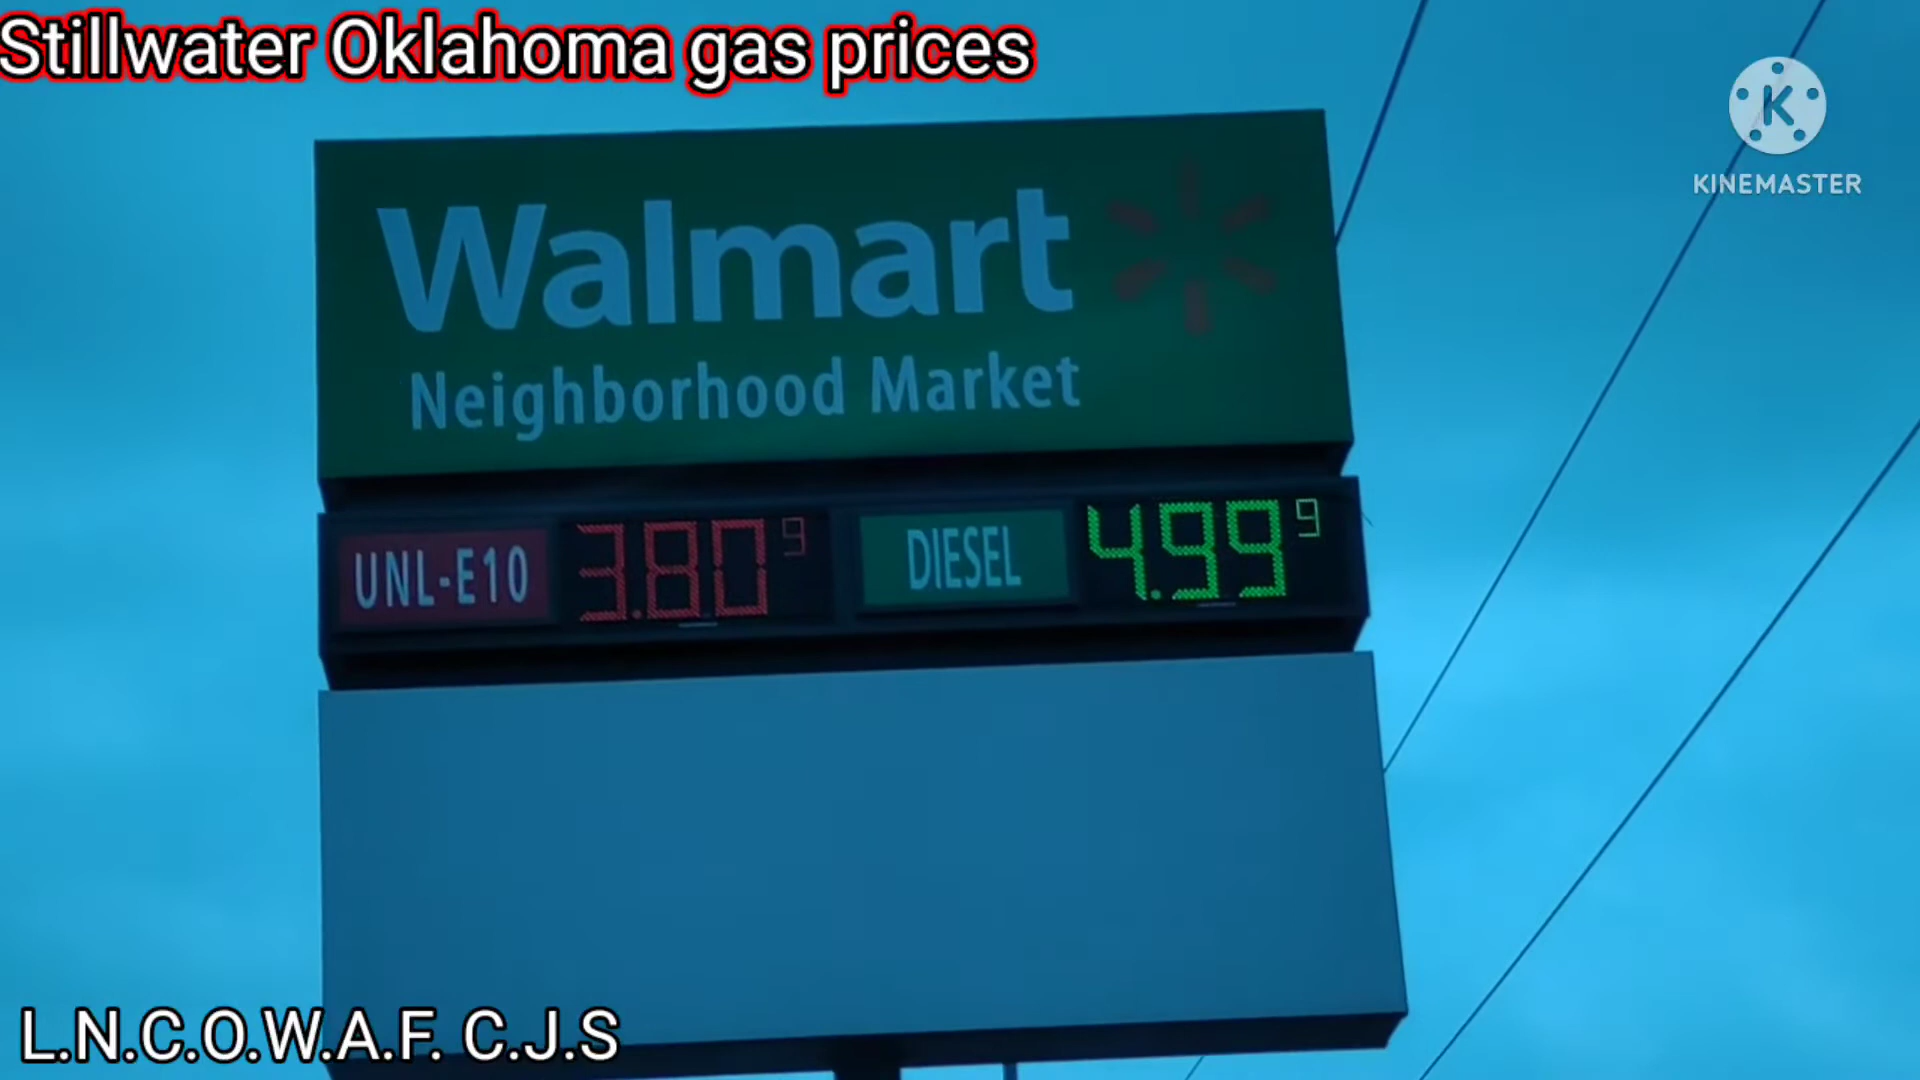 Stillwater Oklahoma gas prices
K
KINEMASTER
Walmart
Neighborhood Market
UNL-E10 3.80 9 DIESEL 4.99 9
L.N.C.O.W.A.F. C.J.S